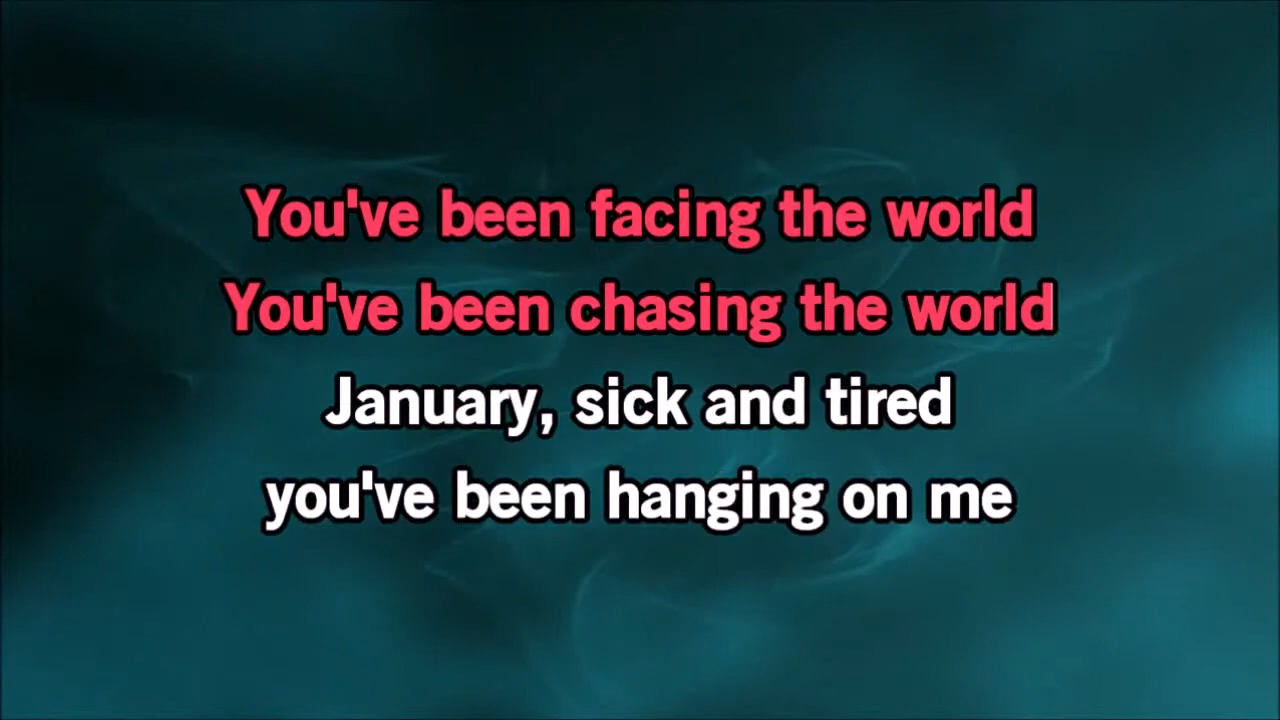 You've been facing the world
You've been chasing the world
January, sick and tired
you've been hanging on me